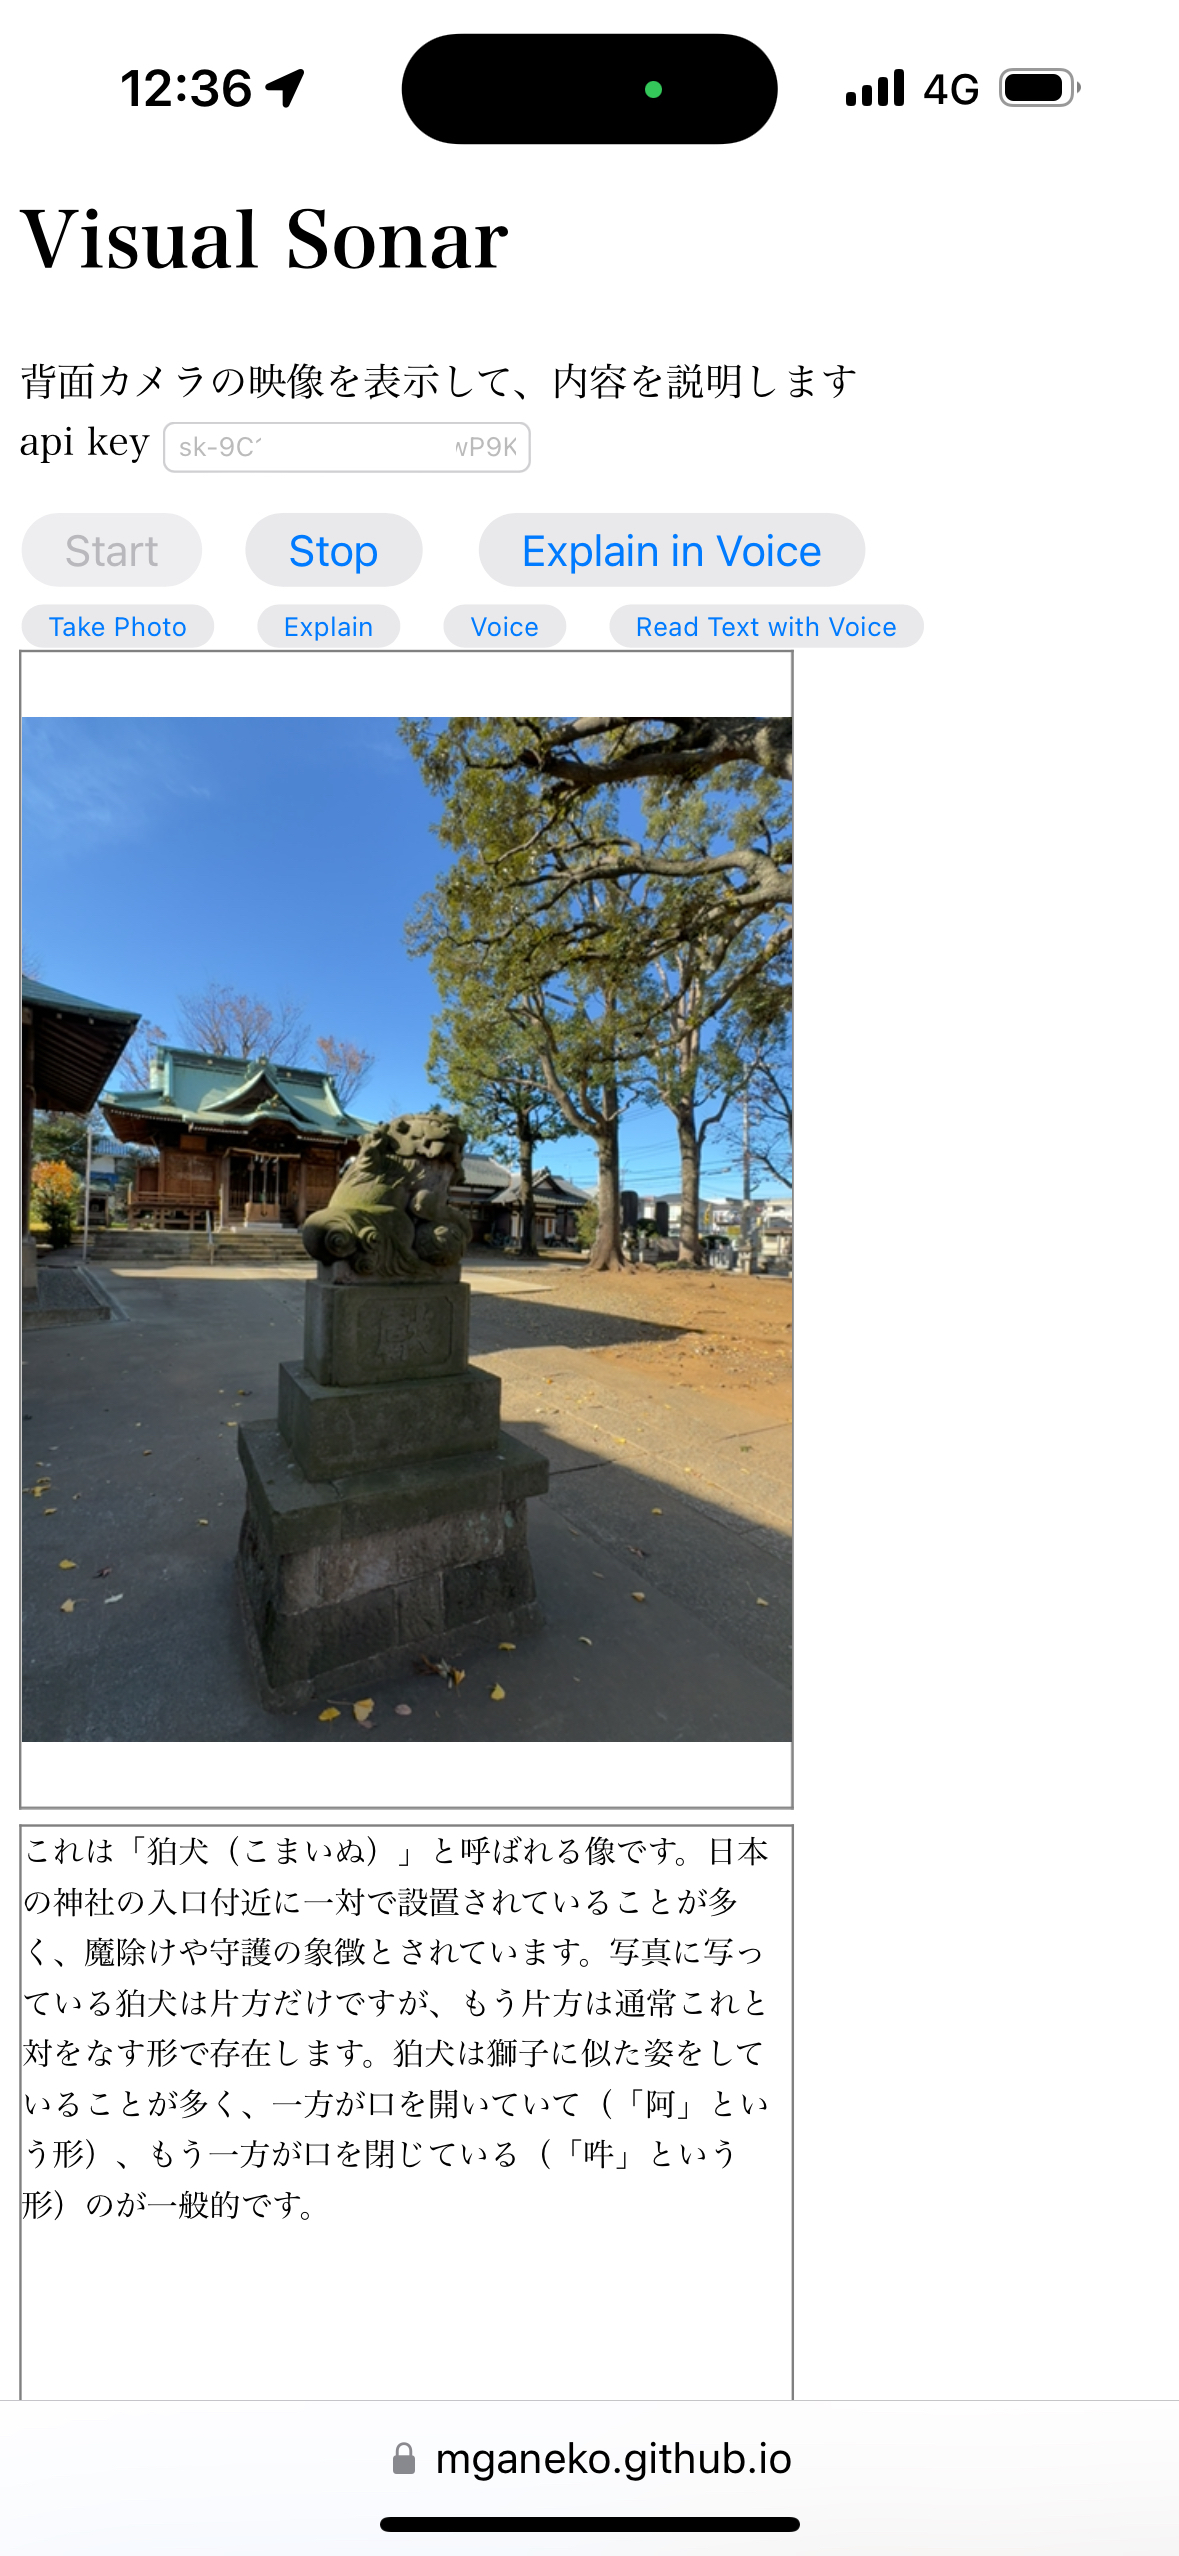 12:36
4G
Visual Sonar
背面カメラの映像を表示して、内容を説明します
api key sk-9C wP9K
Start Stop Explain in Voice
Take Photo Explain Voice Read Text with Voice
献
これは「狛犬（こまいぬ）」と呼ばれる像です。日本
の神社の入口付近に一対で設置されていることが多
く、魔除けや守護の象徴とされています。写真に写っ
ている狛犬は片方だけですが、もう片方は通常これと
対をなす形で存在します。狛犬は獅子に似た姿をして
いることが多く、一方が口を開いていて（「阿」とい
う形）、もう一方が口を閉じている（「吽」という
形）のが一般的です。
mganeko.github.io